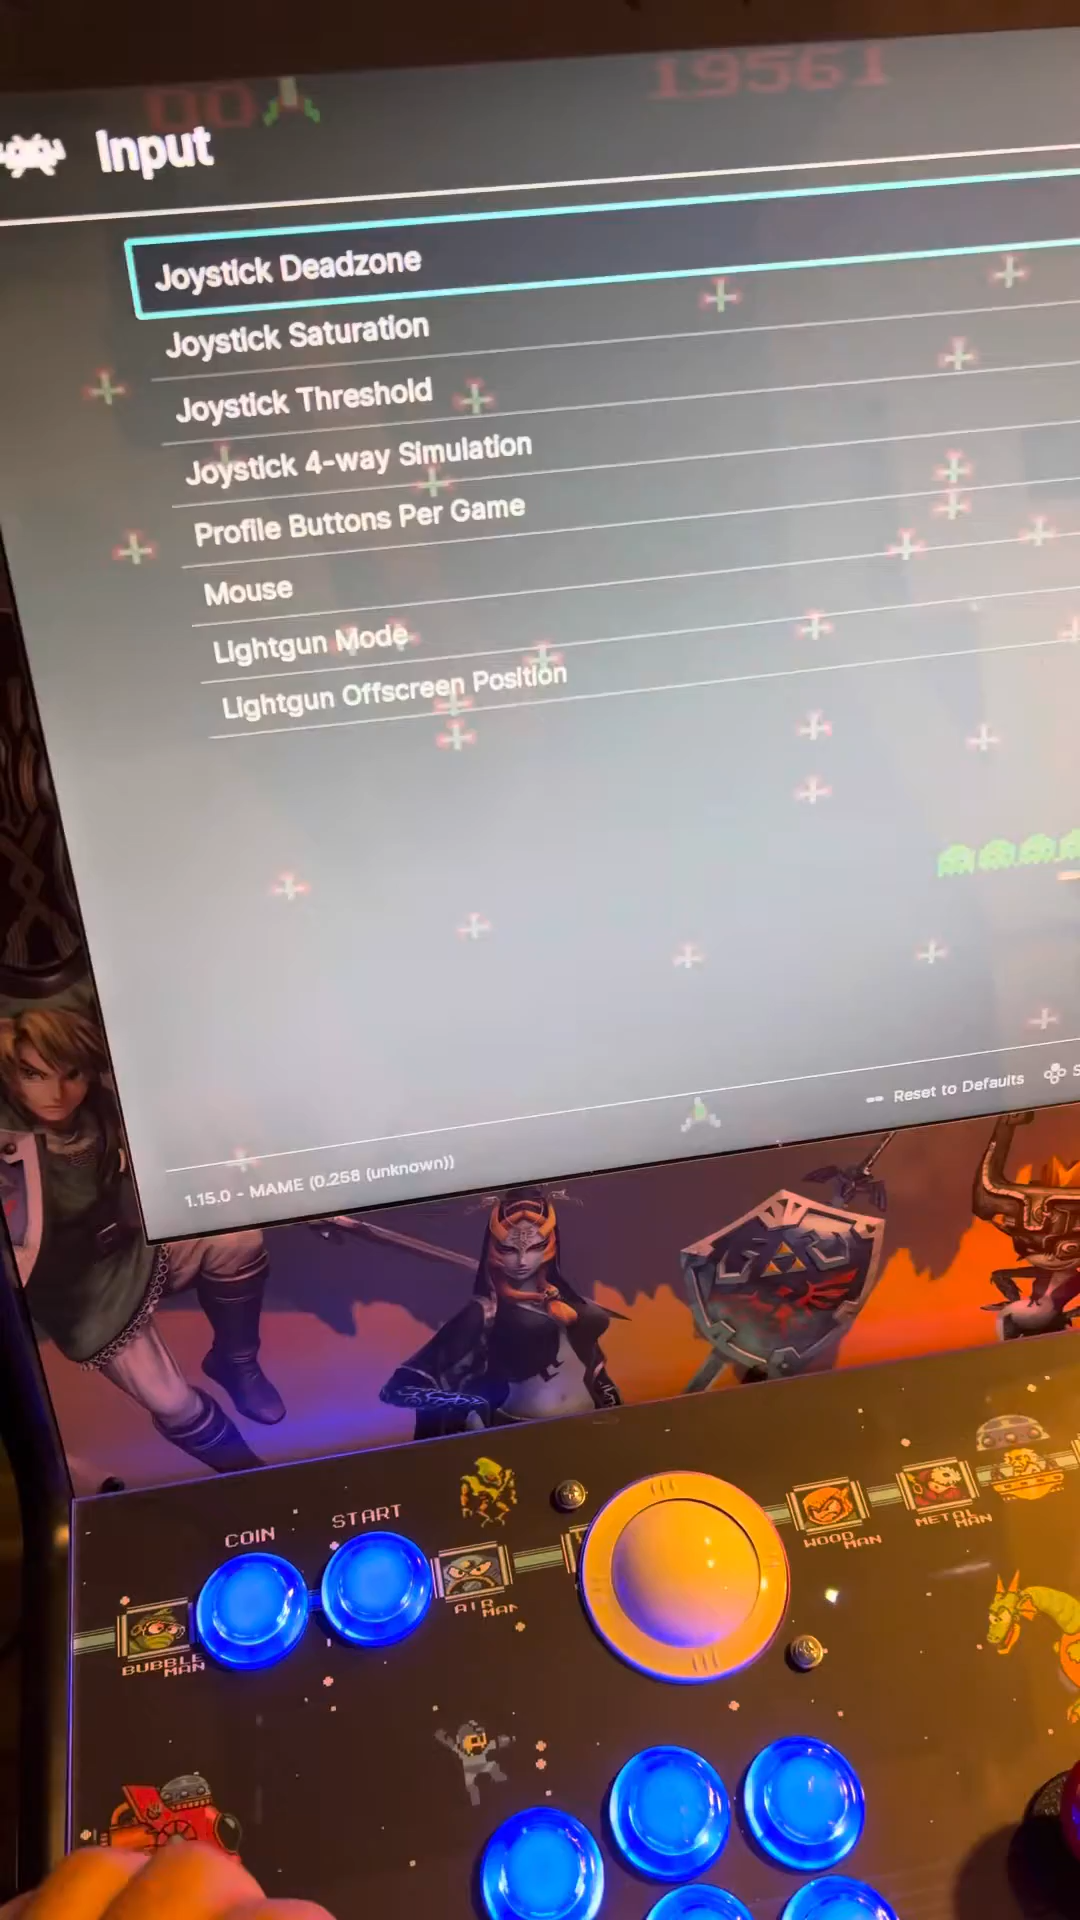 00
19561
Input
Joystick Deadzone
Joystick Saturation
Joystick Threshold
Joystick 4-way Simulation
Profile Buttons Per Game
Mouse
Lightgun Mode
Lightgun Offscreen Position
Reset to Defaults
1.15.0 - MAME (0.258 (unknown))
COIN
START
BUBBLE
MAN
AIR
MAN
WOOD
MAN
METAL
MAN